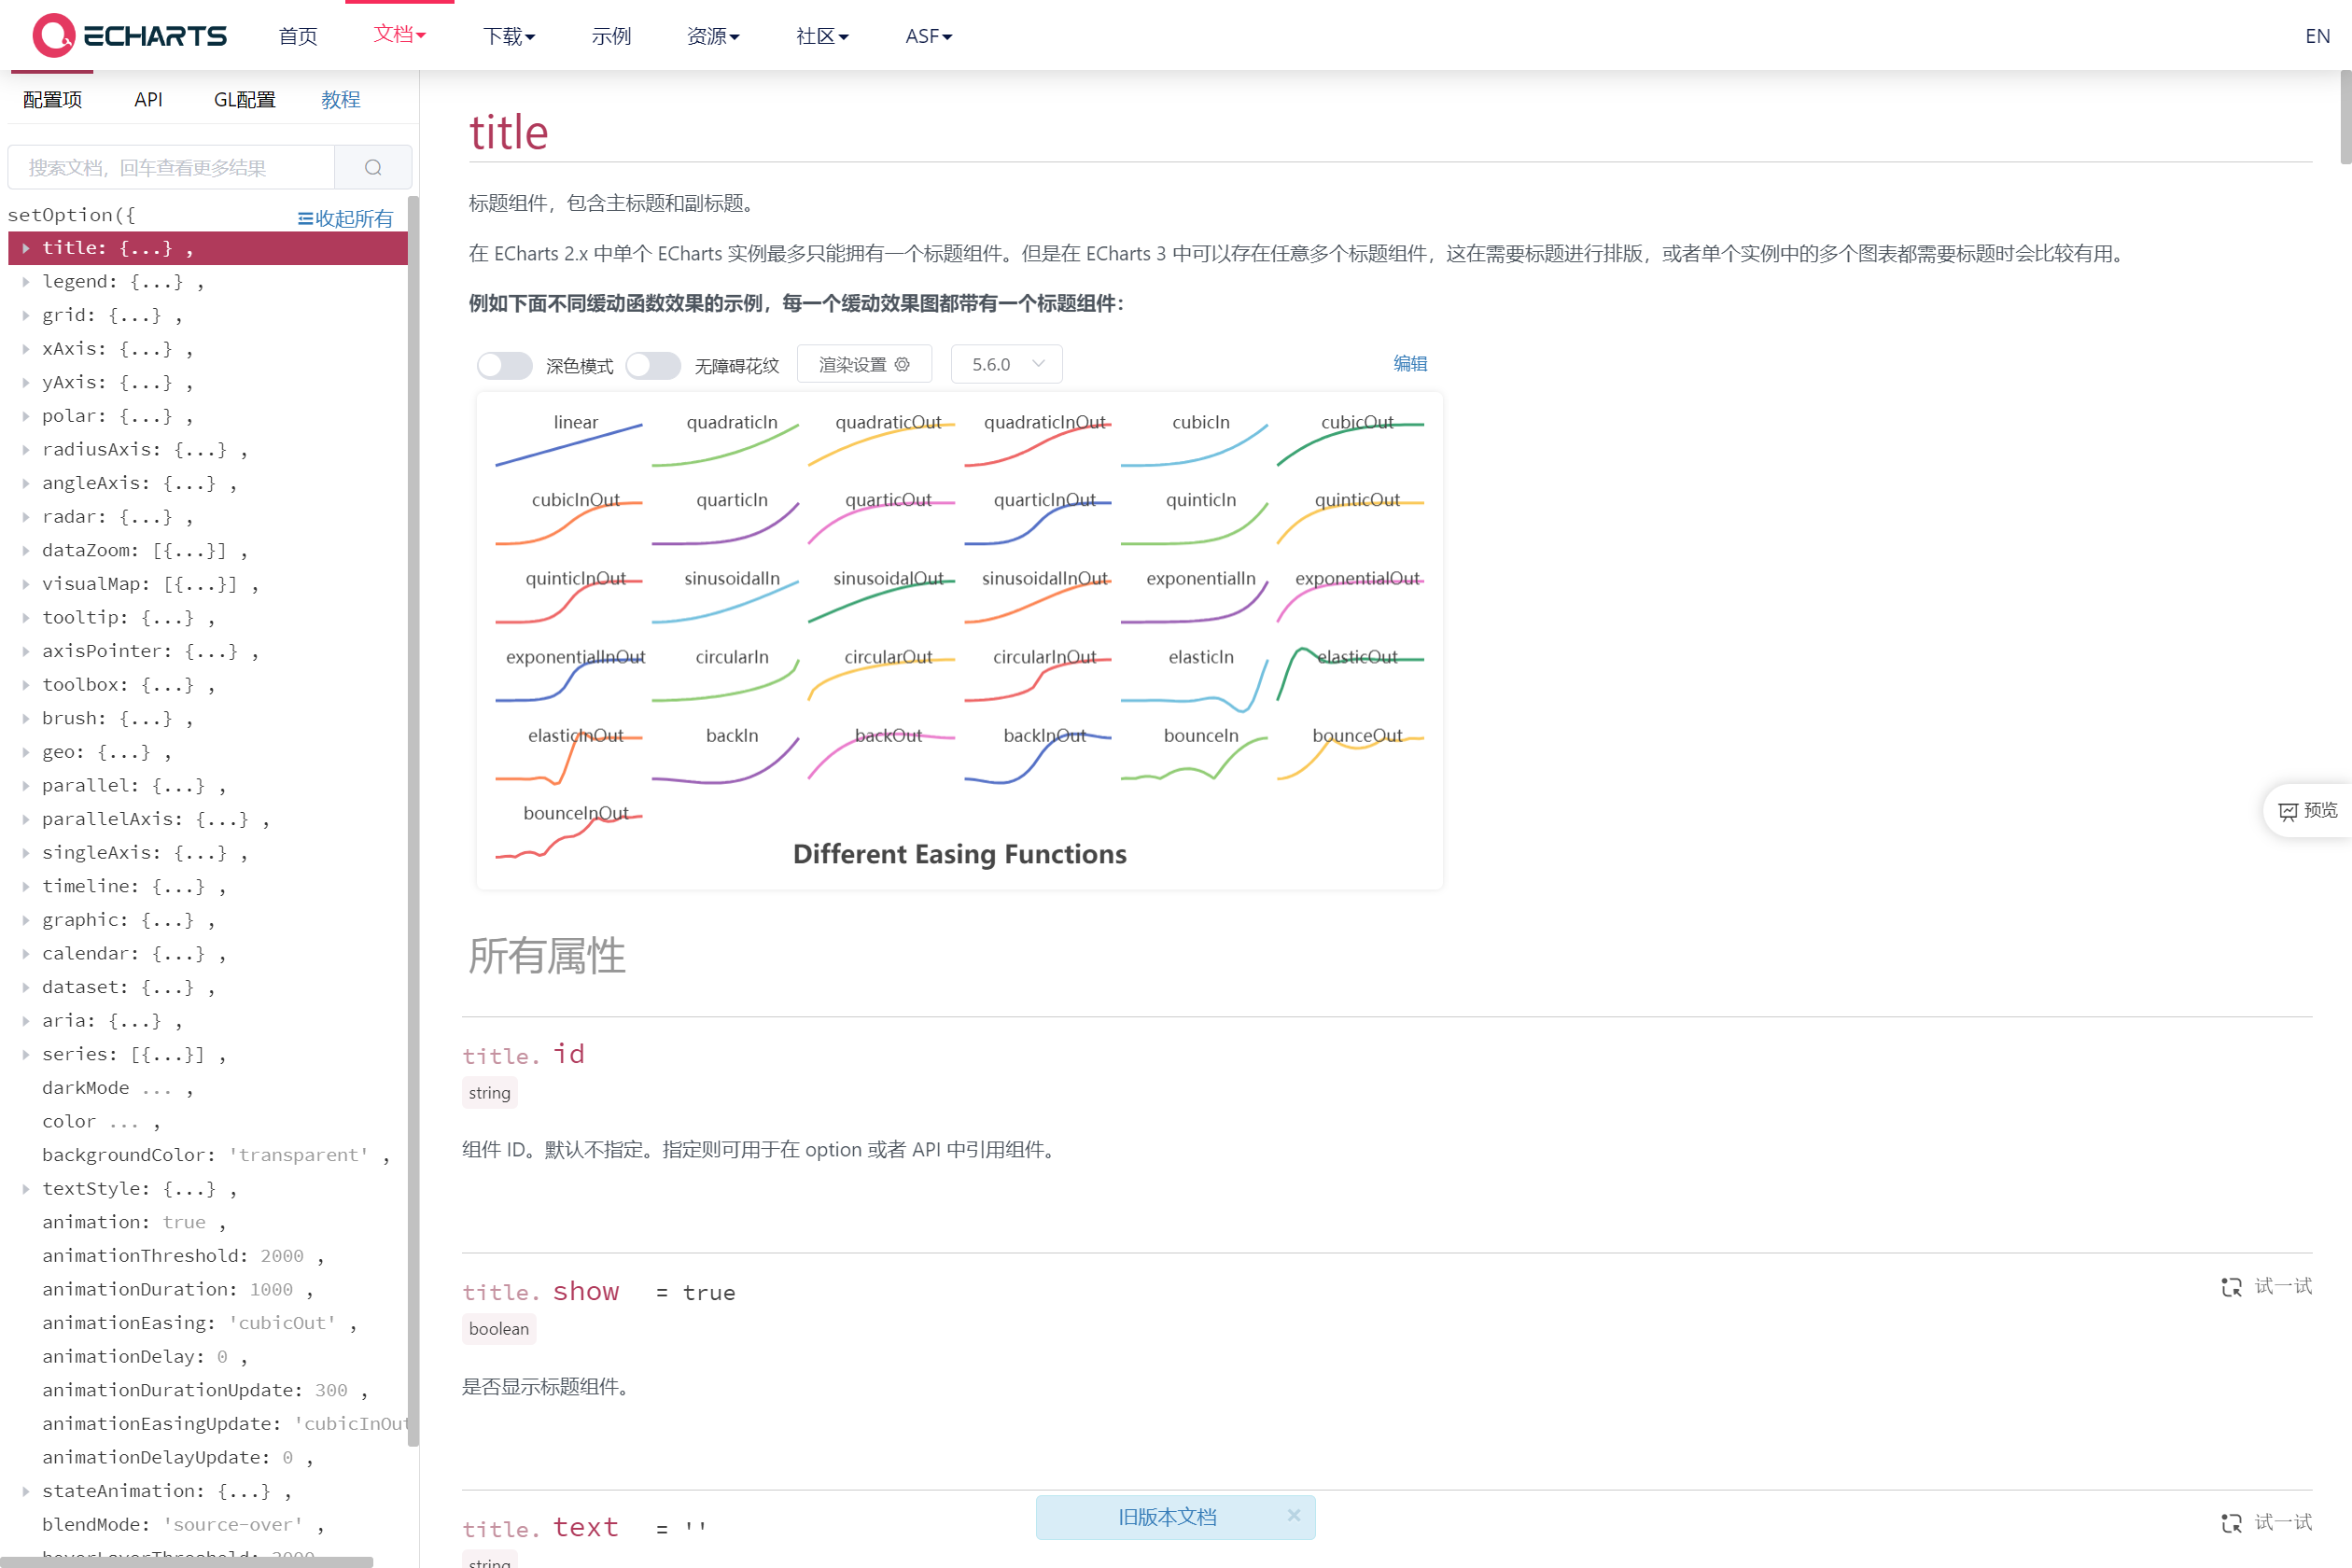 ECHARTS
首页
文档
下载
示例
资源
社区
ASF
EN
配置项
API
GL配置
教程
搜索文档，回车查看更多结果
setOption({
收起所有
title: {...} ,
legend: {...} ,
grid: {...} ,
xAxis: {...} ,
yAxis: {...} ,
polar: {...} ,
radiusAxis: {...} ,
angleAxis: {...} ,
radar: {...} ,
dataZoom: [{...}] ,
visualMap: [{...}] ,
tooltip: {...} ,
axisPointer: {...} ,
toolbox: {...} ,
brush: {...} ,
geo: {...} ,
parallel: {...} ,
parallelAxis: {...} ,
singleAxis: {...} ,
timeline: {...} ,
graphic: {...} ,
calendar: {...} ,
dataset: {...} ,
aria: {...} ,
series: [{...}] ,
darkMode ... ,
color ... ,
backgroundColor: 'transparent' ,
textStyle: {...} ,
animation: true ,
animationThreshold: 2000 ,
animationDuration: 1000 ,
animationEasing: 'cubicOut' ,
animationDelay: 0 ,
animationDurationUpdate: 300 ,
animationEasingUpdate: 'cubicInOut
animationDelayUpdate: 0 ,
stateAnimation: {...} ,
blendMode: 'source-over' ,
title
标题组件，包含主标题和副标题。
在 ECharts 2.x 中单个 ECharts 实例最多只能拥有一个标题组件。但是在 ECharts 3 中可以存在任意多个标题组件，这在需要标题进行排版，或者单个实例中的多个图表都需要标题时会比较有用。
例如下面不同缓动函数效果的示例，每一个缓动效果图都带有一个标题组件：
深色模式
无障碍花纹
渲染设置
5.6.0
编辑
linear
quadraticIn
quadraticOut
quadraticInOut
cubicIn
cubicOut
cubicInOut
quarticIn
quarticOut
quarticInOut
quinticIn
quinticOut
quinticInOut
sinusoidalIn
sinusoidalOut
sinusoidalInOut
exponentialIn
exponentialOut
exponentialInOut
circularIn
circularOut
circularInOut
elasticIn
elasticOut
elasticInOut
backIn
backOut
backInOut
bounceIn
bounceOut
bounceInOut
Different Easing Functions
预览
所有属性
title. id
string
组件 ID。默认不指定。指定则可用于在 option 或者 API 中引用组件。
title. show = true
试一试
boolean
是否显示标题组件。
title. text = ''
试一试
string
旧版本文档